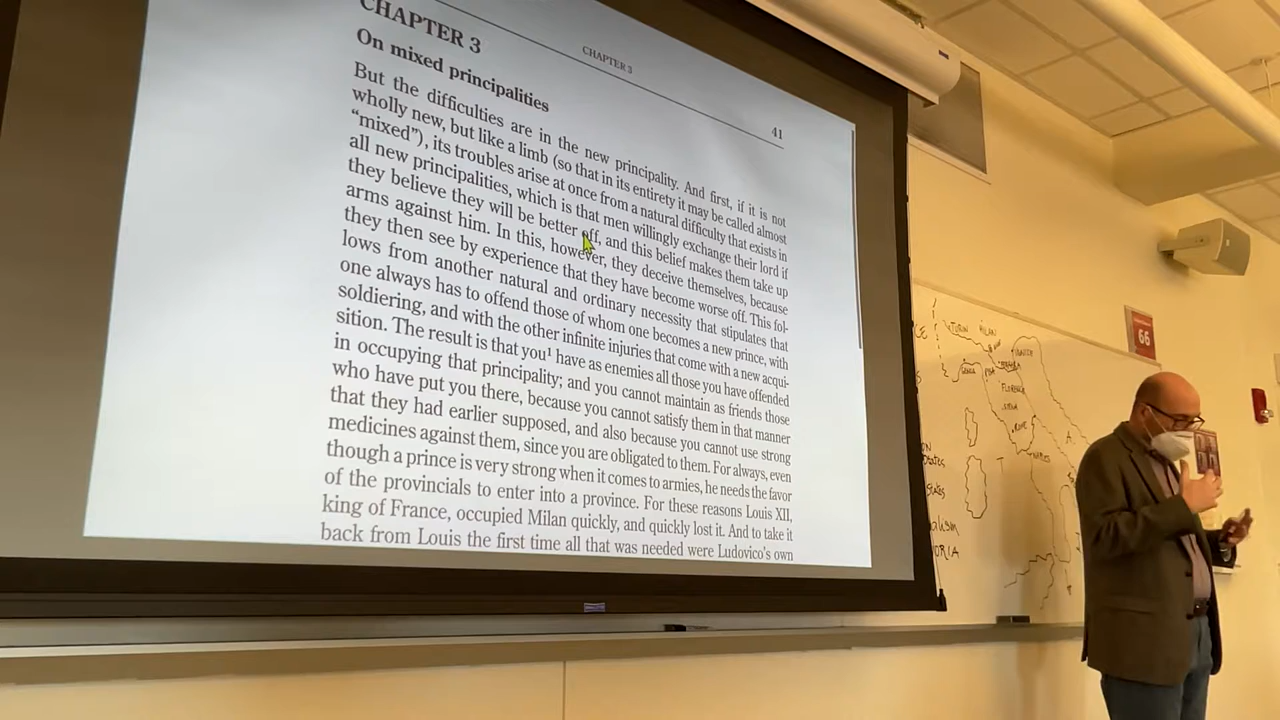 CHAPTER 3
41
CHAPTER 3
On mixed principalities
But the difficulties are in the new principality. And first, if it is not
wholly new, but like a limb (so that in its entirety it may be called almost
“mixed”), its troubles arise at once from a natural difficulty that exists in
all new principalities, which is that men willingly exchange their lord if
they believe they will be better off, and this belief makes them take up
arms against him. In this, however, they deceive themselves, because
they then see by experience that they have become worse off. This fol-
lows from another natural and ordinary necessity that stipulates that
one always has to offend those of whom one becomes a new prince, with
soldiering, and with the other infinite injuries that come with a new acqui-
sition. The result is that you¹ have as enemies all those you have offended
in occupying that principality; and you cannot maintain as friends those
who have put you there, because you cannot satisfy them in that manner
that they had earlier supposed, and also because you cannot use strong
medicines against them, since you are obligated to them. For always, even
though a prince is very strong when it comes to armies, he needs the favor
of the provincials to enter into a province. For these reasons Louis XII,
king of France, occupied Milan quickly, and quickly lost it. And to take it
back from Louis the first time all that was needed were Ludovico’s own
66
TURIN MILAN
VENICE
PISA
FLORENCE
SIENA
ROME
NAPLES
States
States